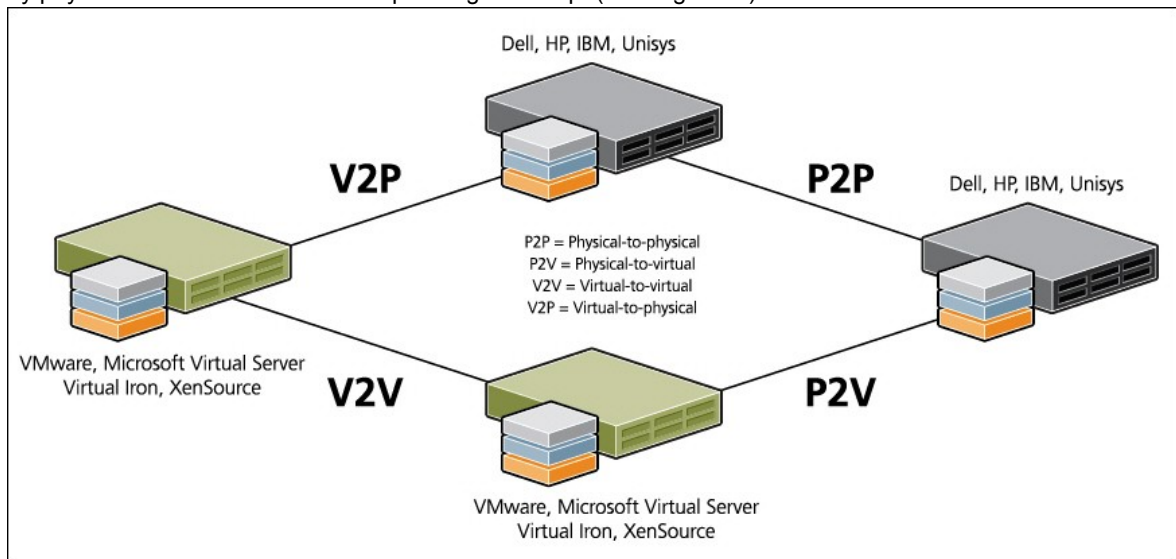 Dell, HP, IBM, Unisys
V2P
P2P
Dell, HP, IBM, Unisys
P2P = Physical-to-physical
P2V = Physical-to-virtual
V2V = Virtual-to-virtual
V2P = Virtual-to-physical
VMware, Microsoft Virtual Server
Virtual Iron, XenSource
V2V
P2V
VMware, Microsoft Virtual Server
Virtual Iron, XenSource